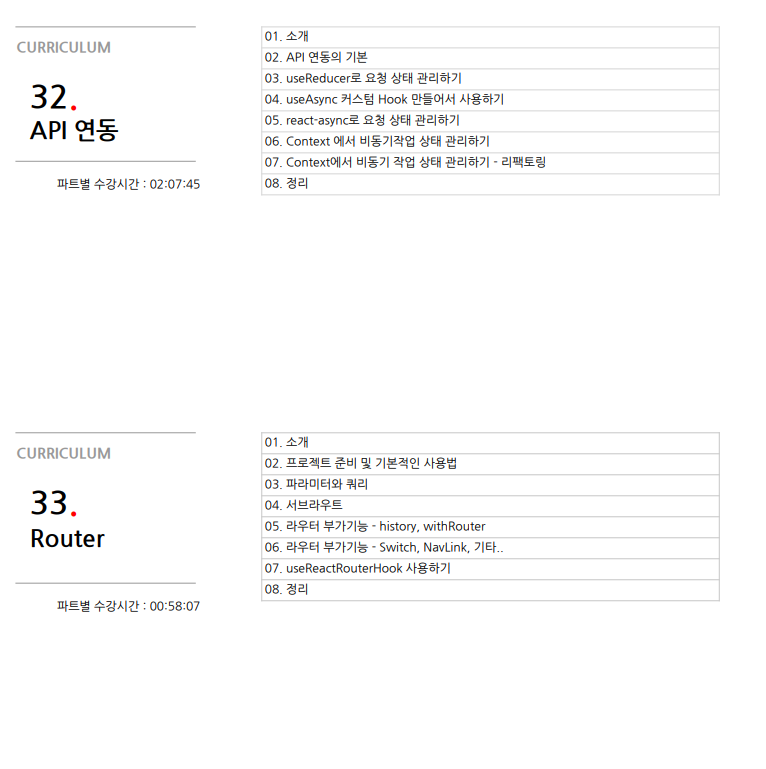 CURRICULUM
32.
API 연동
파트별 수강시간 : 02:07:45
01. 소개
02. API 연동의 기본
03. useReducer로 요청 상태 관리하기
04. useAsync 커스텀 Hook 만들어서 사용하기
05. react-async로 요청 상태 관리하기
06. Context 에서 비동기작업 상태 관리하기
07. Context에서 비동기 작업 상태 관리하기 - 리팩토링
08. 정리
CURRICULUM
33.
Router
파트별 수강시간 : 00:58:07
01. 소개
02. 프로젝트 준비 및 기본적인 사용법
03. 파라미터와 쿼리
04. 서브라우트
05. 라우터 부가기능 - history, withRouter
06. 라우터 부가기능 - Switch, NavLink, 기타..
07. useReactRouterHook 사용하기
08. 정리